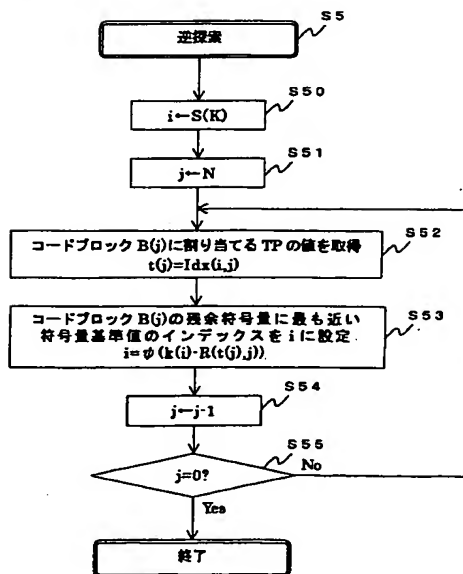 S5
逆探索
S50
i←S(K)
S51
j←N
S52
コードブロック B(j)に割り当てる TP の値を取得
t(j)=Idx(i,j)
S53
コードブロック B(j)の残余符号量に最も近い
符号量基準値のインデックスを i に設定
i=ψ(k(i)-R(t(j),j))
S54
j←j-1
S55
j=0?
No
Yes
終了